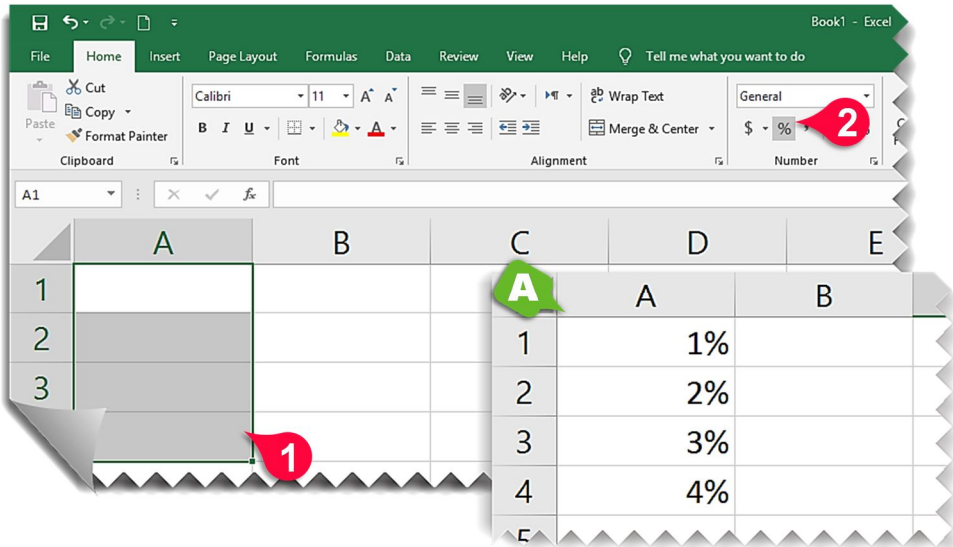 Book1 - Excel
File Home Insert Page Layout Formulas Data Review View Help Tell me what you want to do
Paste
Cut
Copy
Format Painter
Clipboard
Calibri 11 A A
B I U A
Font
ab Wrap Text
Merge & Center
Alignment
General
$ % 2
Number
A1 fx
A B C D E
1
2
3
1
A
A B
1 1%
2 2%
3 3%
4 4%
5